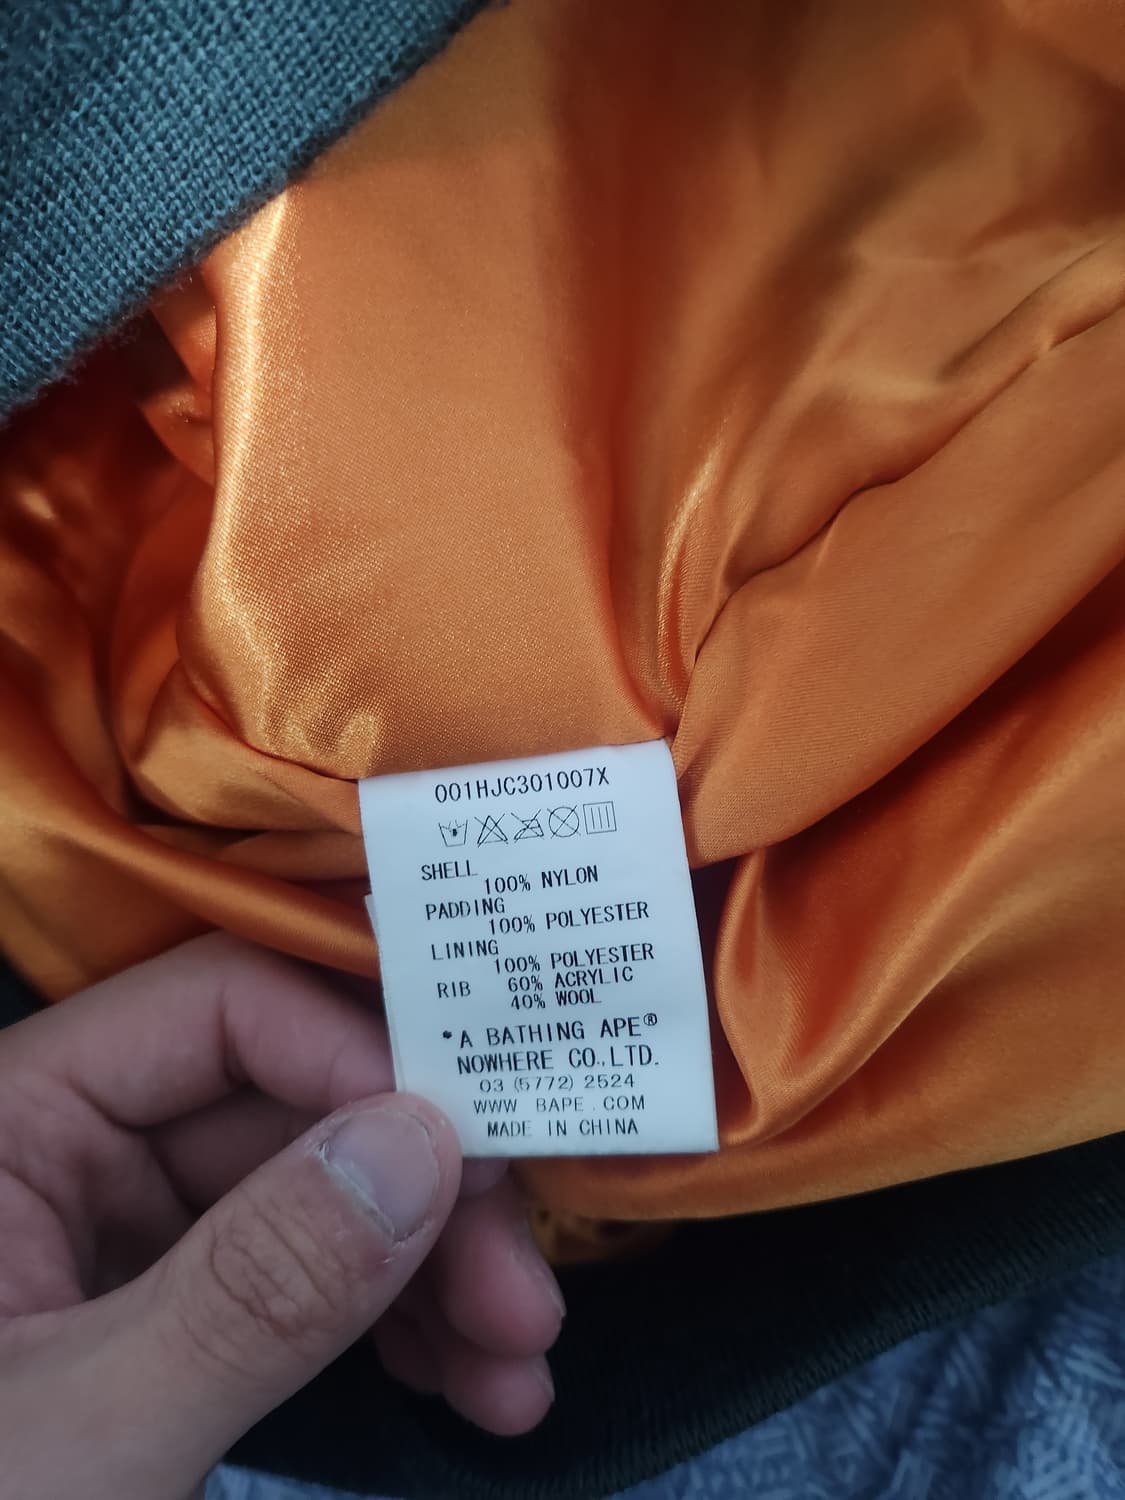 001HJC301007X
SHELL
100% NYLON
PADDING
100% POLYESTER
LINING
100% POLYESTER
RIB 60% ACRYLIC
40% WOOL
*A BATHING APE®
NOWHERE CO.,LTD.
03 (5772) 2524
WWW BAPE . COM
MADE IN CHINA